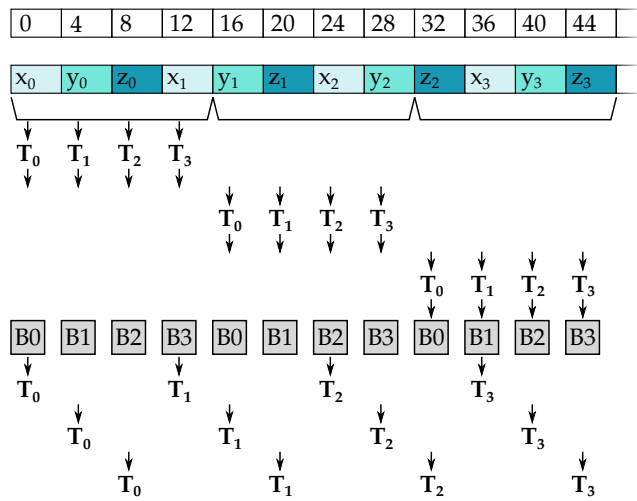 0 4 8 12 16 20 24 28 32 36 40 44
x₀ y₀ z₀ x₁ y₁ z₁ x₂ y₂ z₂ x₃ y₃ z₃
T₀ T₁ T₂ T₃
T₀ T₁ T₂ T₃
T₀ T₁ T₂ T₃
B0 B1 B2 B3 B0 B1 B2 B3 B0 B1 B2 B3
T₀ T₁ T₂ T₃
T₀ T₁ T₂ T₃
T₀ T₁ T₂ T₃